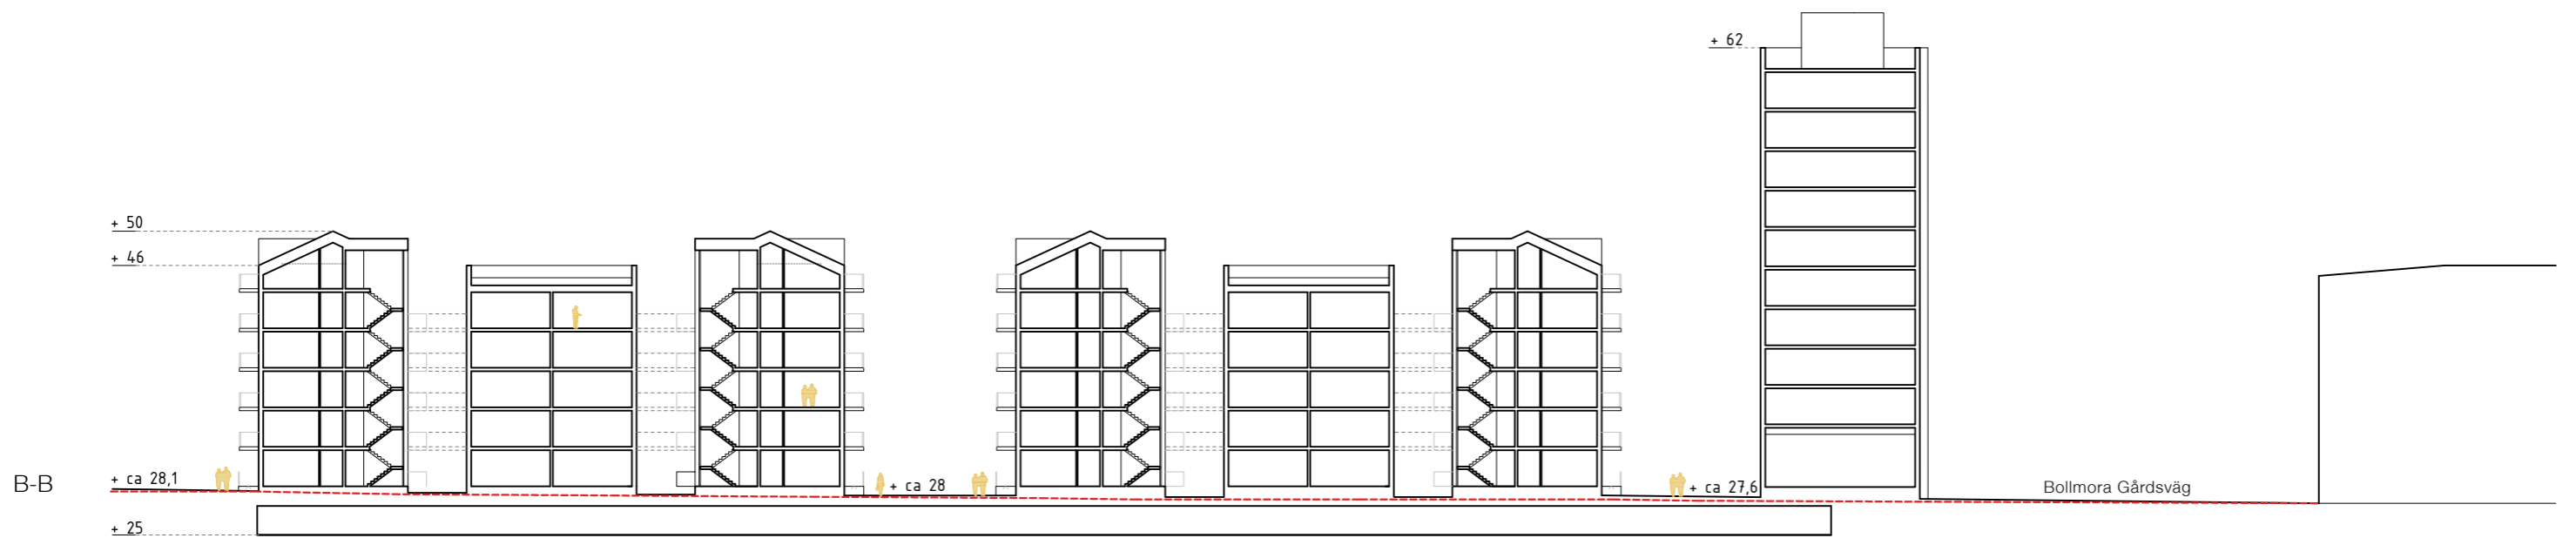 + 62
+ 50
+ 46
B-B
+ ca 28,1
+ ca 28
+ ca 27,6
Bollmora Gårdsväg
+ 25